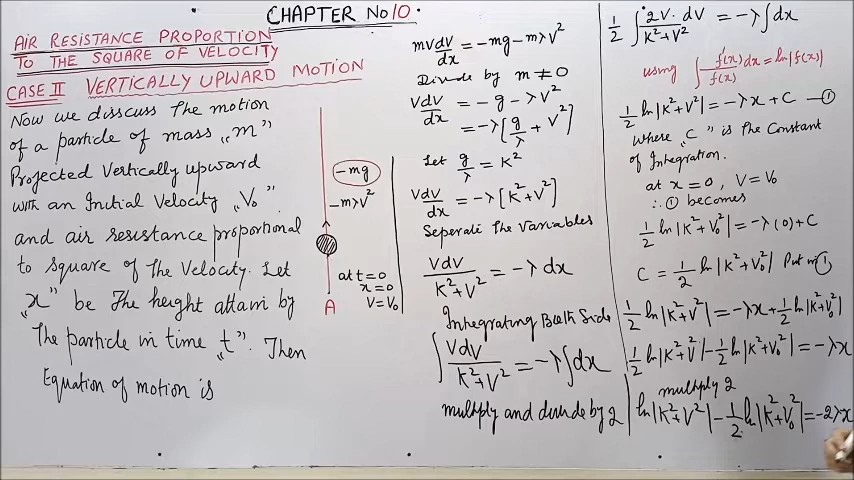 CHAPTER No 10.
AIR RESISTANCE PROPORTION
TO THE SQUARE OF VELOCITY
CASE II VERTICALLY UPWARD MOTION
Now we disscuss The motion
of a particle of mass „m"
Projected Vertically upward
with an Initial Velocity „V₀"
and air resistance proportional
to square of The Velocity. Let
„x" be The height attain by
The particle in time „t". Then
Equation of motion is
-mg
-mλV²
at t=0
x=0
V=V₀
A
mV dV/dx = -mg - mλV²
Divide by m ≠ 0
V dV/dx = -g - λV²
= -λ[g/λ + V²]
Let g/λ = K²
V dV/dx = -λ[K²+V²]
Seperate The Variables
V dV/K²+V² = -λ dx
Integrating Both Side
∫ V dV/K²+V² = -λ∫dx
multply and divide by 2
1/2 ∫ 2V. dV/K²+V² = -λ∫dx
using ∫ f'(x)/f(x) dx = ln|f(x)|
1/2 ln|K²+V²| = -λx + C —①
Where „C" is The Constant
of Integration.
at x=0, V=V₀
∴ ① becomes
1/2 ln|K²+V₀²| = -λ(0)+C
C = 1/2 ln|K²+V₀²| Put in ①
1/2 ln|K²+V²| = -λx + 1/2 ln|K²+V₀²|
1/2 ln|K²+V²| - 1/2 ln|K²+V₀²| = -λx
multiply 2
ln|K²+V²| - 1/2 ln|K²+V₀²| = -2λx